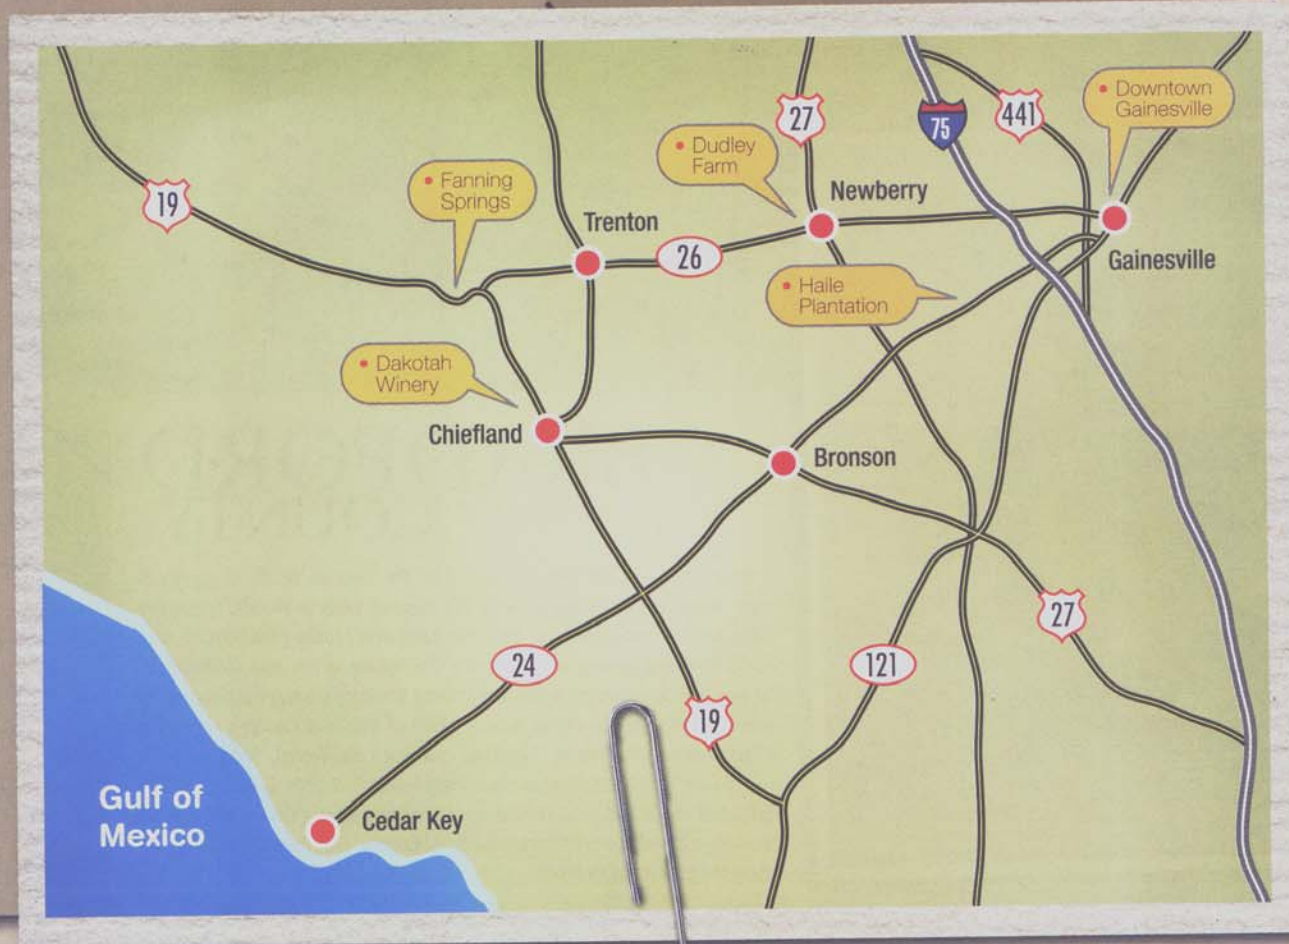 27
75
441
Downtown
Gainesville
Dudley
Farm
Fanning
Springs
19
Newberry
Trenton
26
Gainesville
Haile
Plantation
Dakotah
Winery
Chiefland
Bronson
27
24
121
19
Gulf of
Mexico
Cedar Key